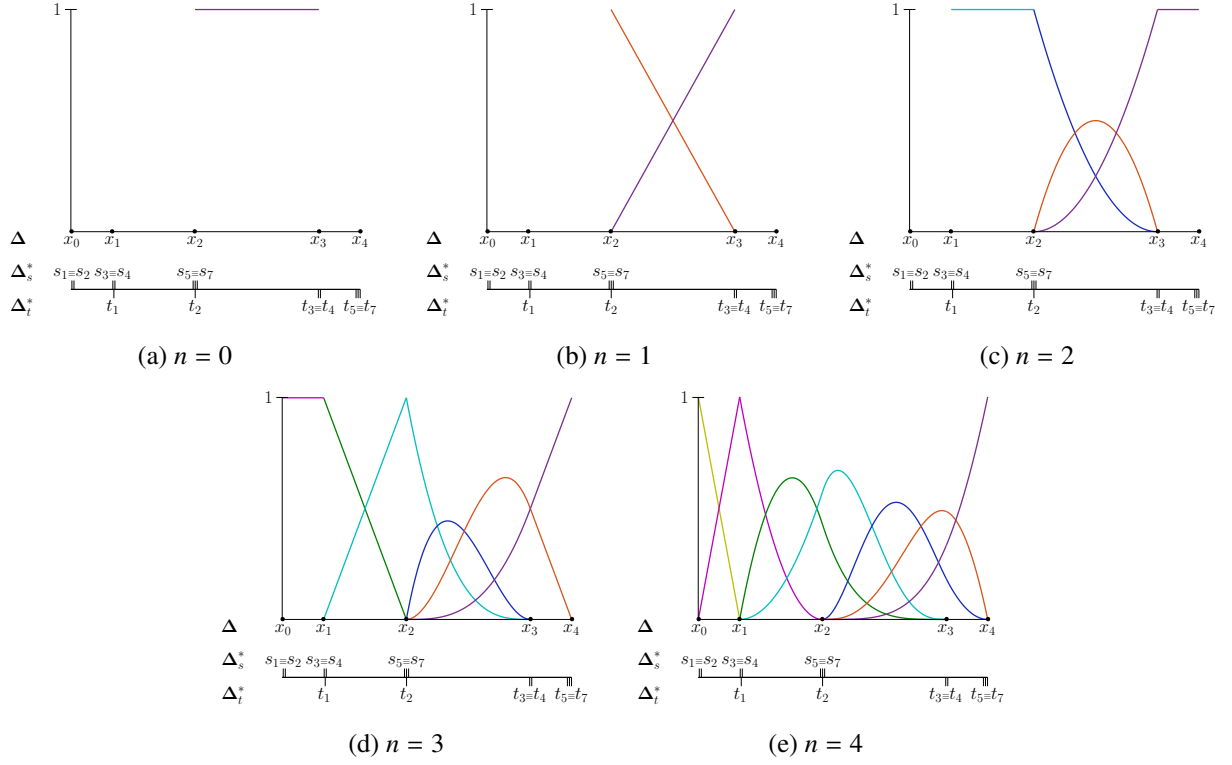 1 1 1
Δ x₀ x₁ x₂ x₃ x₄ Δ x₀ x₁ x₂ x₃ x₄ Δ x₀ x₁ x₂ x₃ x₄
Δ*ₛ s₁≡s₂ s₃≡s₄ s₅≡s₇ Δ*ₛ s₁≡s₂ s₃≡s₄ s₅≡s₇ Δ*ₛ s₁≡s₂ s₃≡s₄ s₅≡s₇
Δ*ₜ t₁ t₂ t₃≡t₄ t₅≡t₇ Δ*ₜ t₁ t₂ t₃≡t₄ t₅≡t₇ Δ*ₜ t₁ t₂ t₃≡t₄ t₅≡t₇
(a) n = 0 (b) n = 1 (c) n = 2
1 1
Δ x₀ x₁ x₂ x₃ x₄ Δ x₀ x₁ x₂ x₃ x₄
Δ*ₛ s₁≡s₂ s₃≡s₄ s₅≡s₇ Δ*ₛ s₁≡s₂ s₃≡s₄ s₅≡s₇
Δ*ₜ t₁ t₂ t₃≡t₄ t₅≡t₇ Δ*ₜ t₁ t₂ t₃≡t₄ t₅≡t₇
(d) n = 3 (e) n = 4